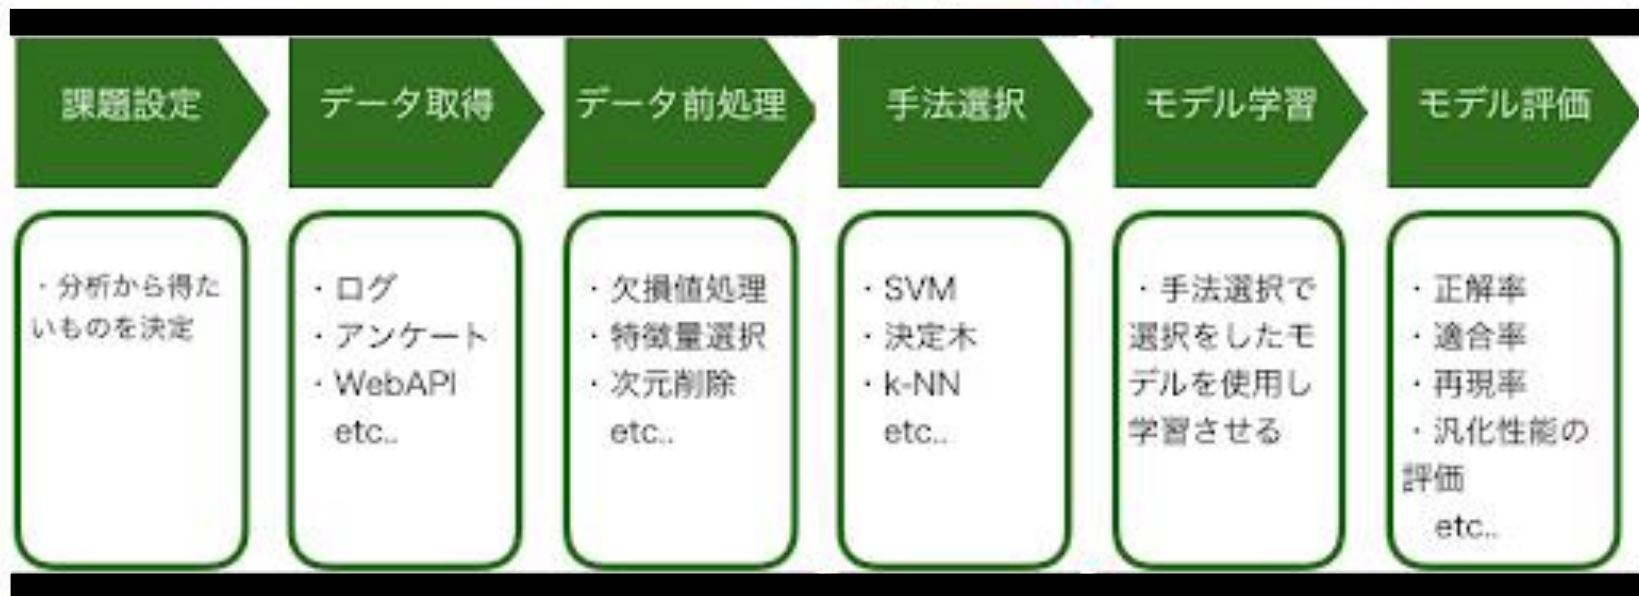 課題設定
データ取得
データ前処理
手法選択
モデル学習
モデル評価
・分析から得た
いものを決定
・ログ
・アンケート
・WebAPI
etc..
・欠損値処理
・特徴量選択
・次元削除
etc..
・SVM
・決定木
・k-NN
etc..
・手法選択で
選択をしたモ
デルを使用し
学習させる
・正解率
・適合率
・再現率
・汎化性能の
評価
etc..